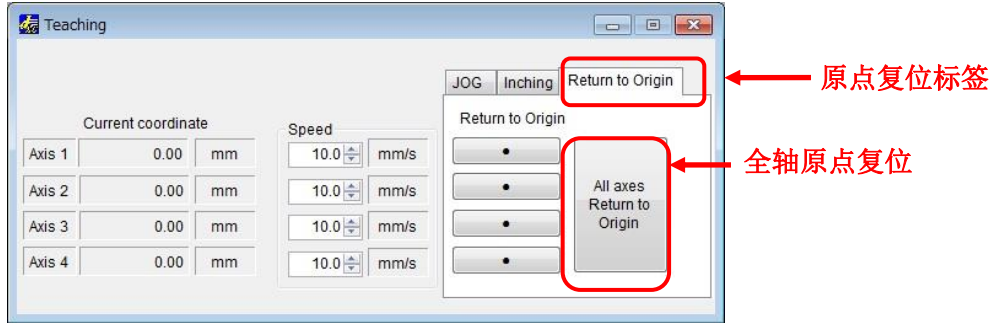 Teaching
JOG Inching Return to Origin
原点复位标签
Current coordinate Speed Return to Origin
Axis 1 0.00 mm 10.0 mm/s
全轴原点复位
Axis 2 0.00 mm 10.0 mm/s
All axes
Return to
Origin
Axis 3 0.00 mm 10.0 mm/s
Axis 4 0.00 mm 10.0 mm/s